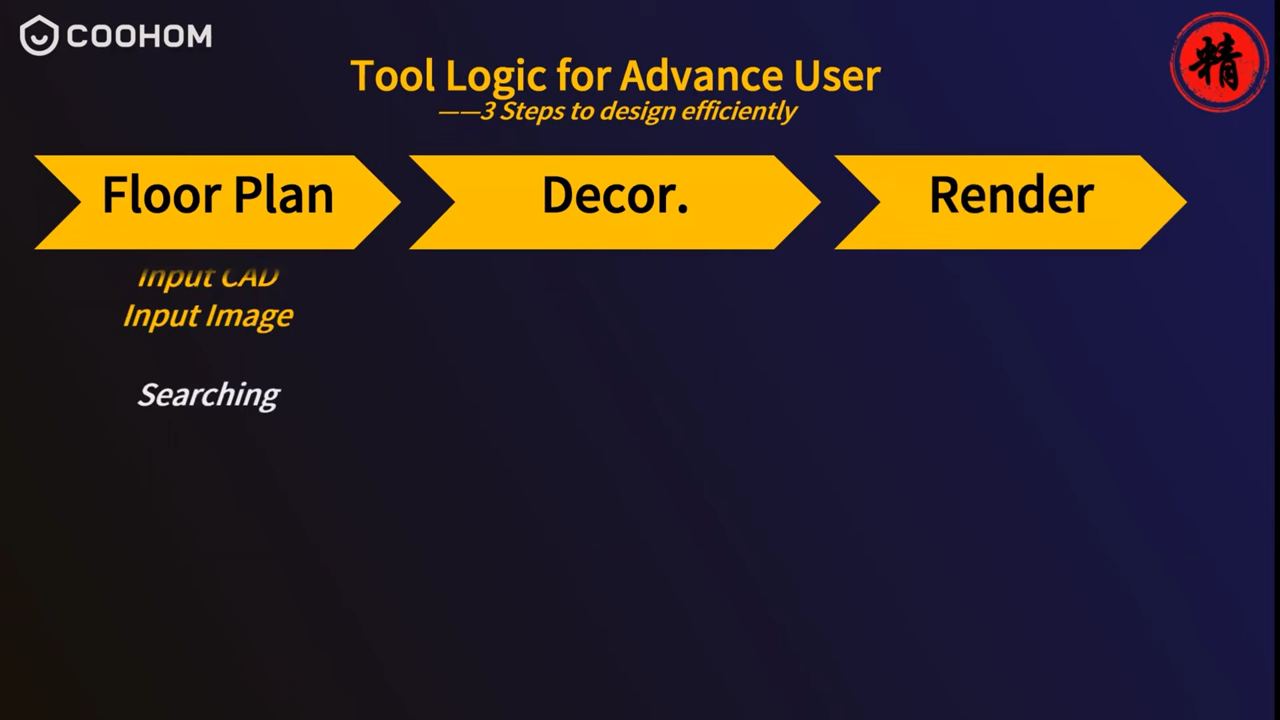 COOHOM
精
Tool Logic for Advance User
——3 Steps to design efficiently
Floor Plan
Decor.
Render
Input CAD
Input Image
Searching